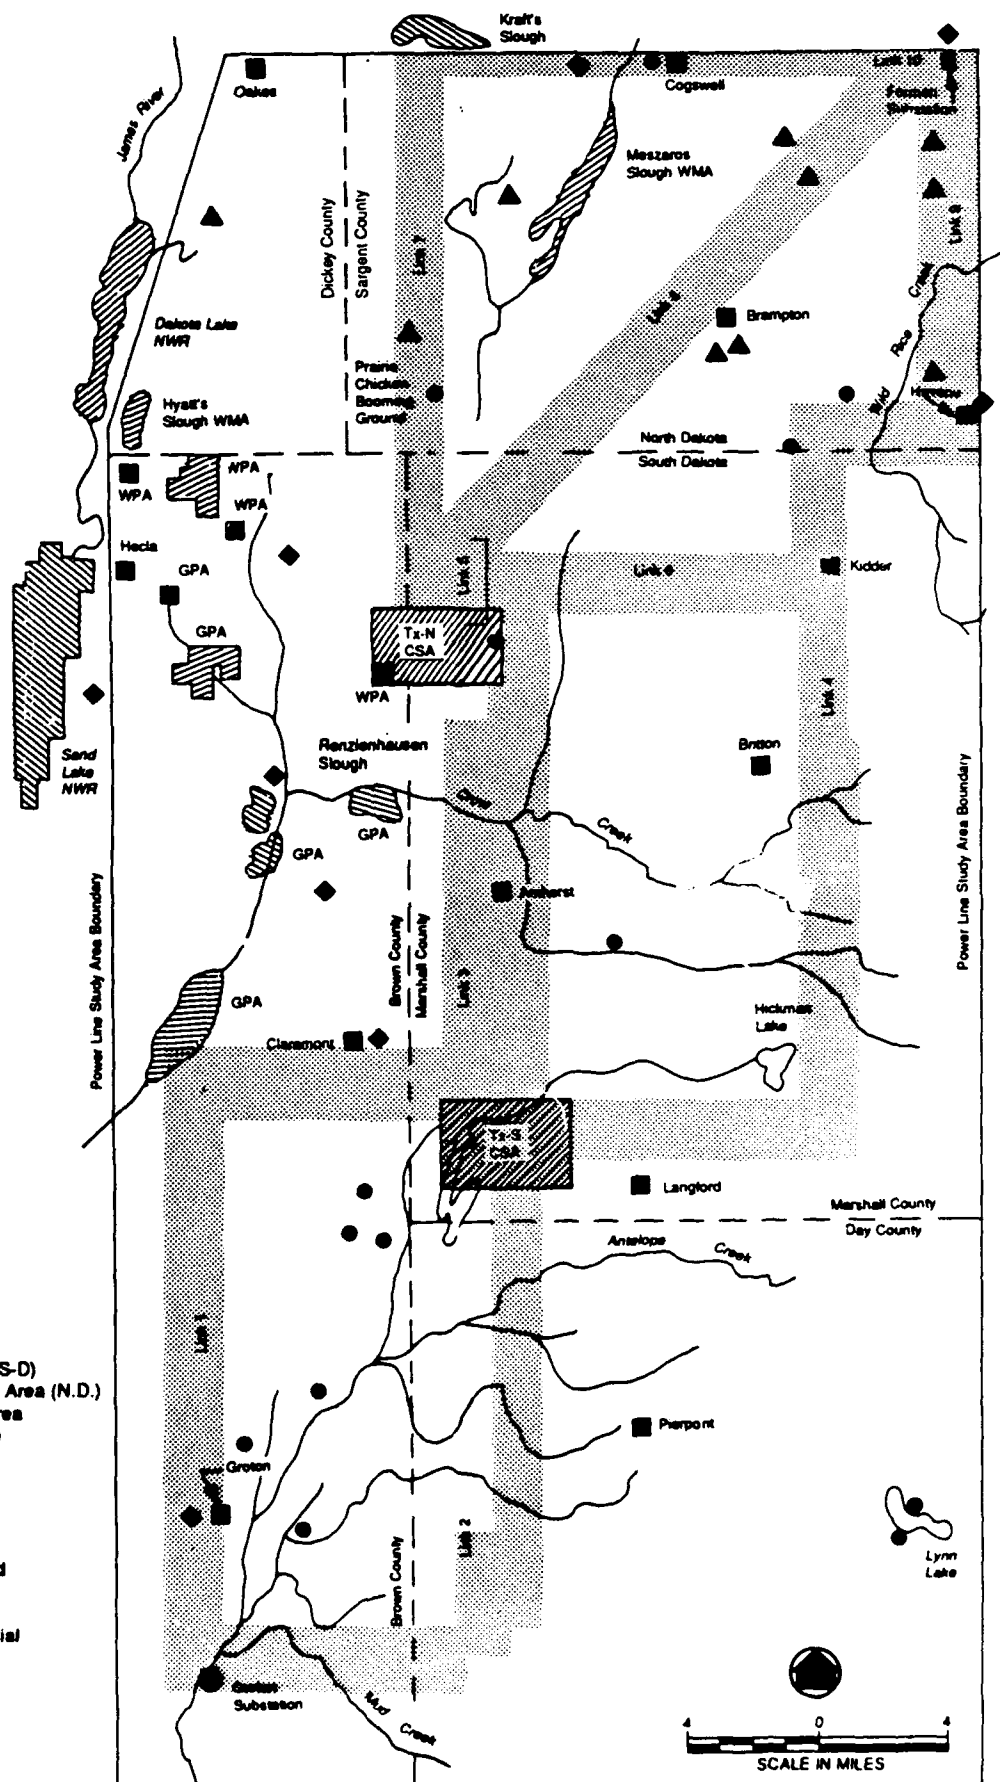 Kraft's
Slough
Link 10
Oakes
Cogswell
Forman
Substation
James River
Meszaros
Slough WMA
Dickey County
Sargent County
Link 7
Link 9
Creek
Rice
Wild
Link 8
Brampton
Dakota Lake
NWR
Prairie
Chicken
Booming
Ground
Hyatt's
Slough WMA
North Dakota
South Dakota
WPA
WPA
WPA
Hecla
GPA
Link 5
Link 6
Kidder
GPA
Tx-N
CSA
WPA
Link 4
Sand
Lake
NWR
Renzienhausen
Slough
Britton
GPA
Crow
Creek
GPA
Amherst
Power Line Study Area Boundary
Power Line Study Area Boundary
Brown County
Marshall County
Link 3
GPA
Hickman
Lake
Claremont
Tx-S
CSA
Langford
Marshall County
Day County
Antelope
Creek
Link 1
S-D)
Area (N.D.)
rea
Pierpont
Groton
Link 2
Brown County
Lynn
Lake
d
ial
Substation
Mud
Creek
4 0 4
SCALE IN MILES